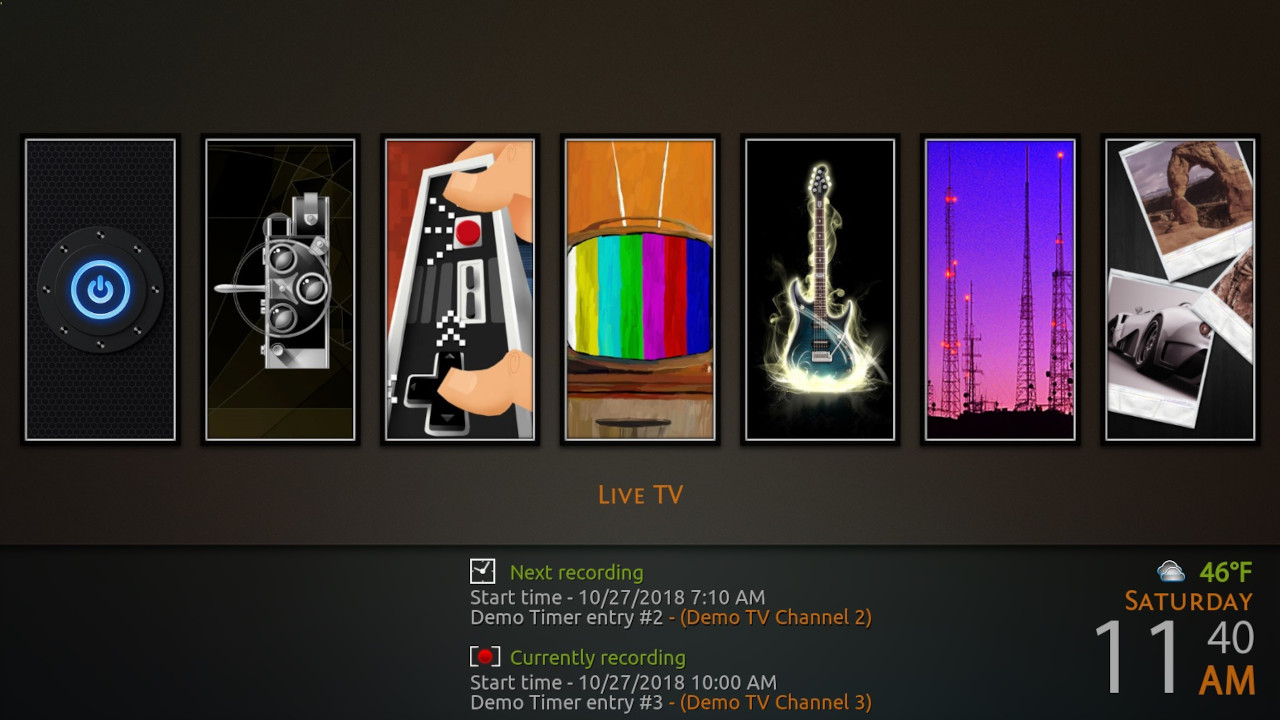 Live TV
Next recording
Start time - 10/27/2018 7:10 AM
Demo Timer entry #2 - (Demo TV Channel 2)
Currently recording
Start time - 10/27/2018 10:00 AM
Demo Timer entry #3 - (Demo TV Channel 3)
46°F
Saturday
11 40
AM